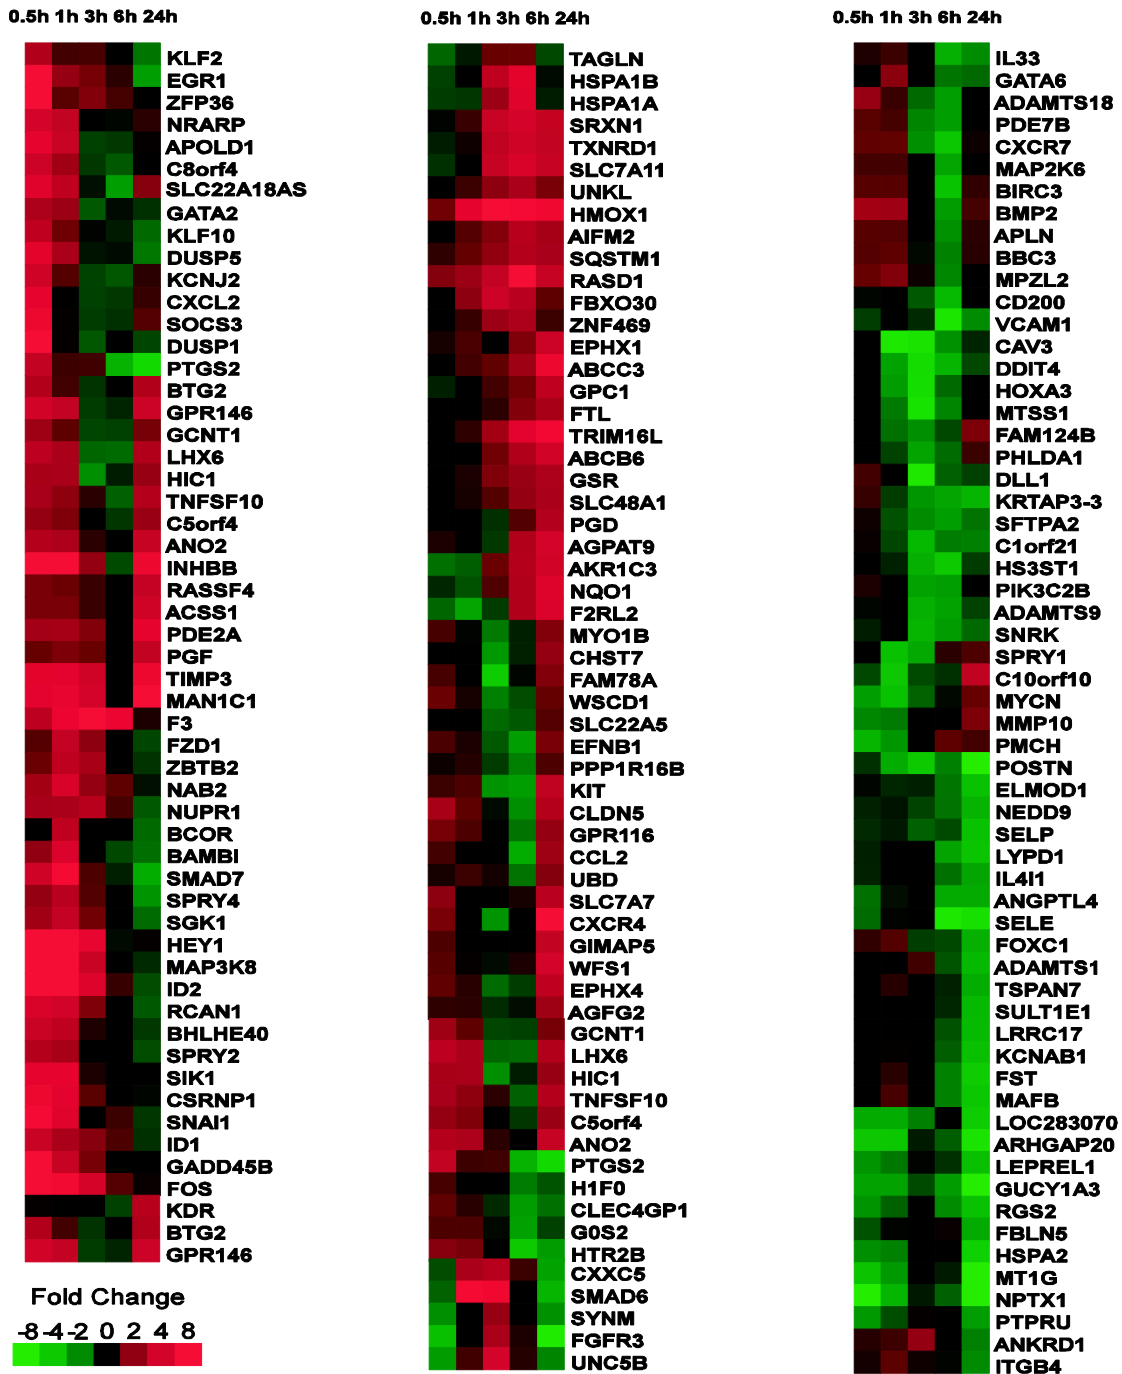 0.5h 1h 3h 6h 24h
KLF2
EGR1
ZFP36
NRARP
APOLD1
C8orf4
SLC22A18AS
GATA2
KLF10
DUSP5
KCNJ2
CXCL2
SOCS3
DUSP1
PTGS2
BTG2
GPR146
GCNT1
LHX6
HIC1
TNFSF10
C5orf4
ANO2
INHBB
RASSF4
ACSS1
PDE2A
PGF
TIMP3
MAN1C1
F3
FZD1
ZBTB2
NAB2
NUPR1
BCOR
BAMBI
SMAD7
SPRY4
SGK1
HEY1
MAP3K8
ID2
RCAN1
BHLHE40
SPRY2
SIK1
CSRNP1
SNAI1
ID1
GADD45B
FOS
KDR
BTG2
GPR146
Fold Change
-8 -4 -2 0 2 4 8
0.5h 1h 3h 6h 24h
TAGLN
HSPA1B
HSPA1A
SRXN1
TXNRD1
SLC7A11
UNKL
HMOX1
AIFM2
SQSTM1
RASD1
FBXO30
ZNF469
EPHX1
ABCC3
GPC1
FTL
TRIM16L
ABCB6
GSR
SLC48A1
PGD
AGPAT9
AKR1C3
NQO1
F2RL2
MYO1B
CHST7
FAM78A
WSCD1
SLC22A5
EFNB1
PPP1R16B
KIT
CLDN5
GPR116
CCL2
UBD
SLC7A7
CXCR4
GIMAP5
WFS1
EPHX4
AGFG2
GCNT1
LHX6
HIC1
TNFSF10
C5orf4
ANO2
PTGS2
H1F0
CLEC4GP1
G0S2
HTR2B
CXXC5
SMAD6
SYNM
FGFR3
UNC5B
0.5h 1h 3h 6h 24h
IL33
GATA6
ADAMTS18
PDE7B
CXCR7
MAP2K6
BIRC3
BMP2
APLN
BBC3
MPZL2
CD200
VCAM1
CAV3
DDIT4
HOXA3
MTSS1
FAM124B
PHLDA1
DLL1
KRTAP3-3
SFTPA2
C1orf21
HS3ST1
PIK3C2B
ADAMTS9
SNRK
SPRY1
C10orf10
MYCN
MMP10
PMCH
POSTN
ELMOD1
NEDD9
SELP
LYPD1
IL4I1
ANGPTL4
SELE
FOXC1
ADAMTS1
TSPAN7
SULT1E1
LRRC17
KCNAB1
FST
MAFB
LOC283070
ARHGAP20
LEPREL1
GUCY1A3
RGS2
FBLN5
HSPA2
MT1G
NPTX1
PTPRU
ANKRD1
ITGB4